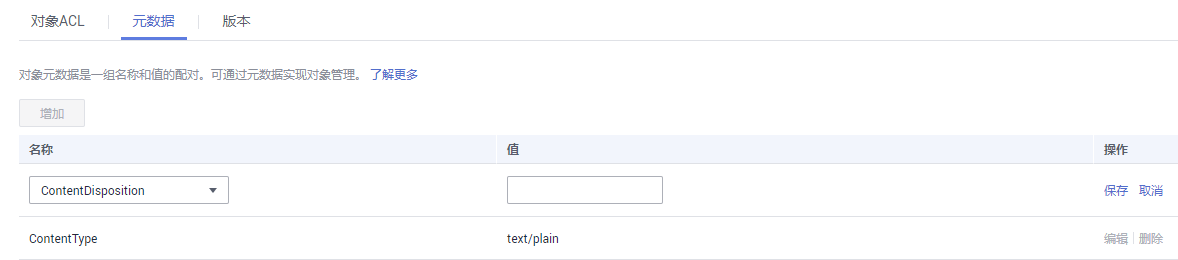 对象ACL 元数据 版本
对象元数据是一组名称和值的配对。可通过元数据实现对象管理。 了解更多
增加
名称 值 操作
ContentDisposition 保存 取消
ContentType text/plain 编辑 删除